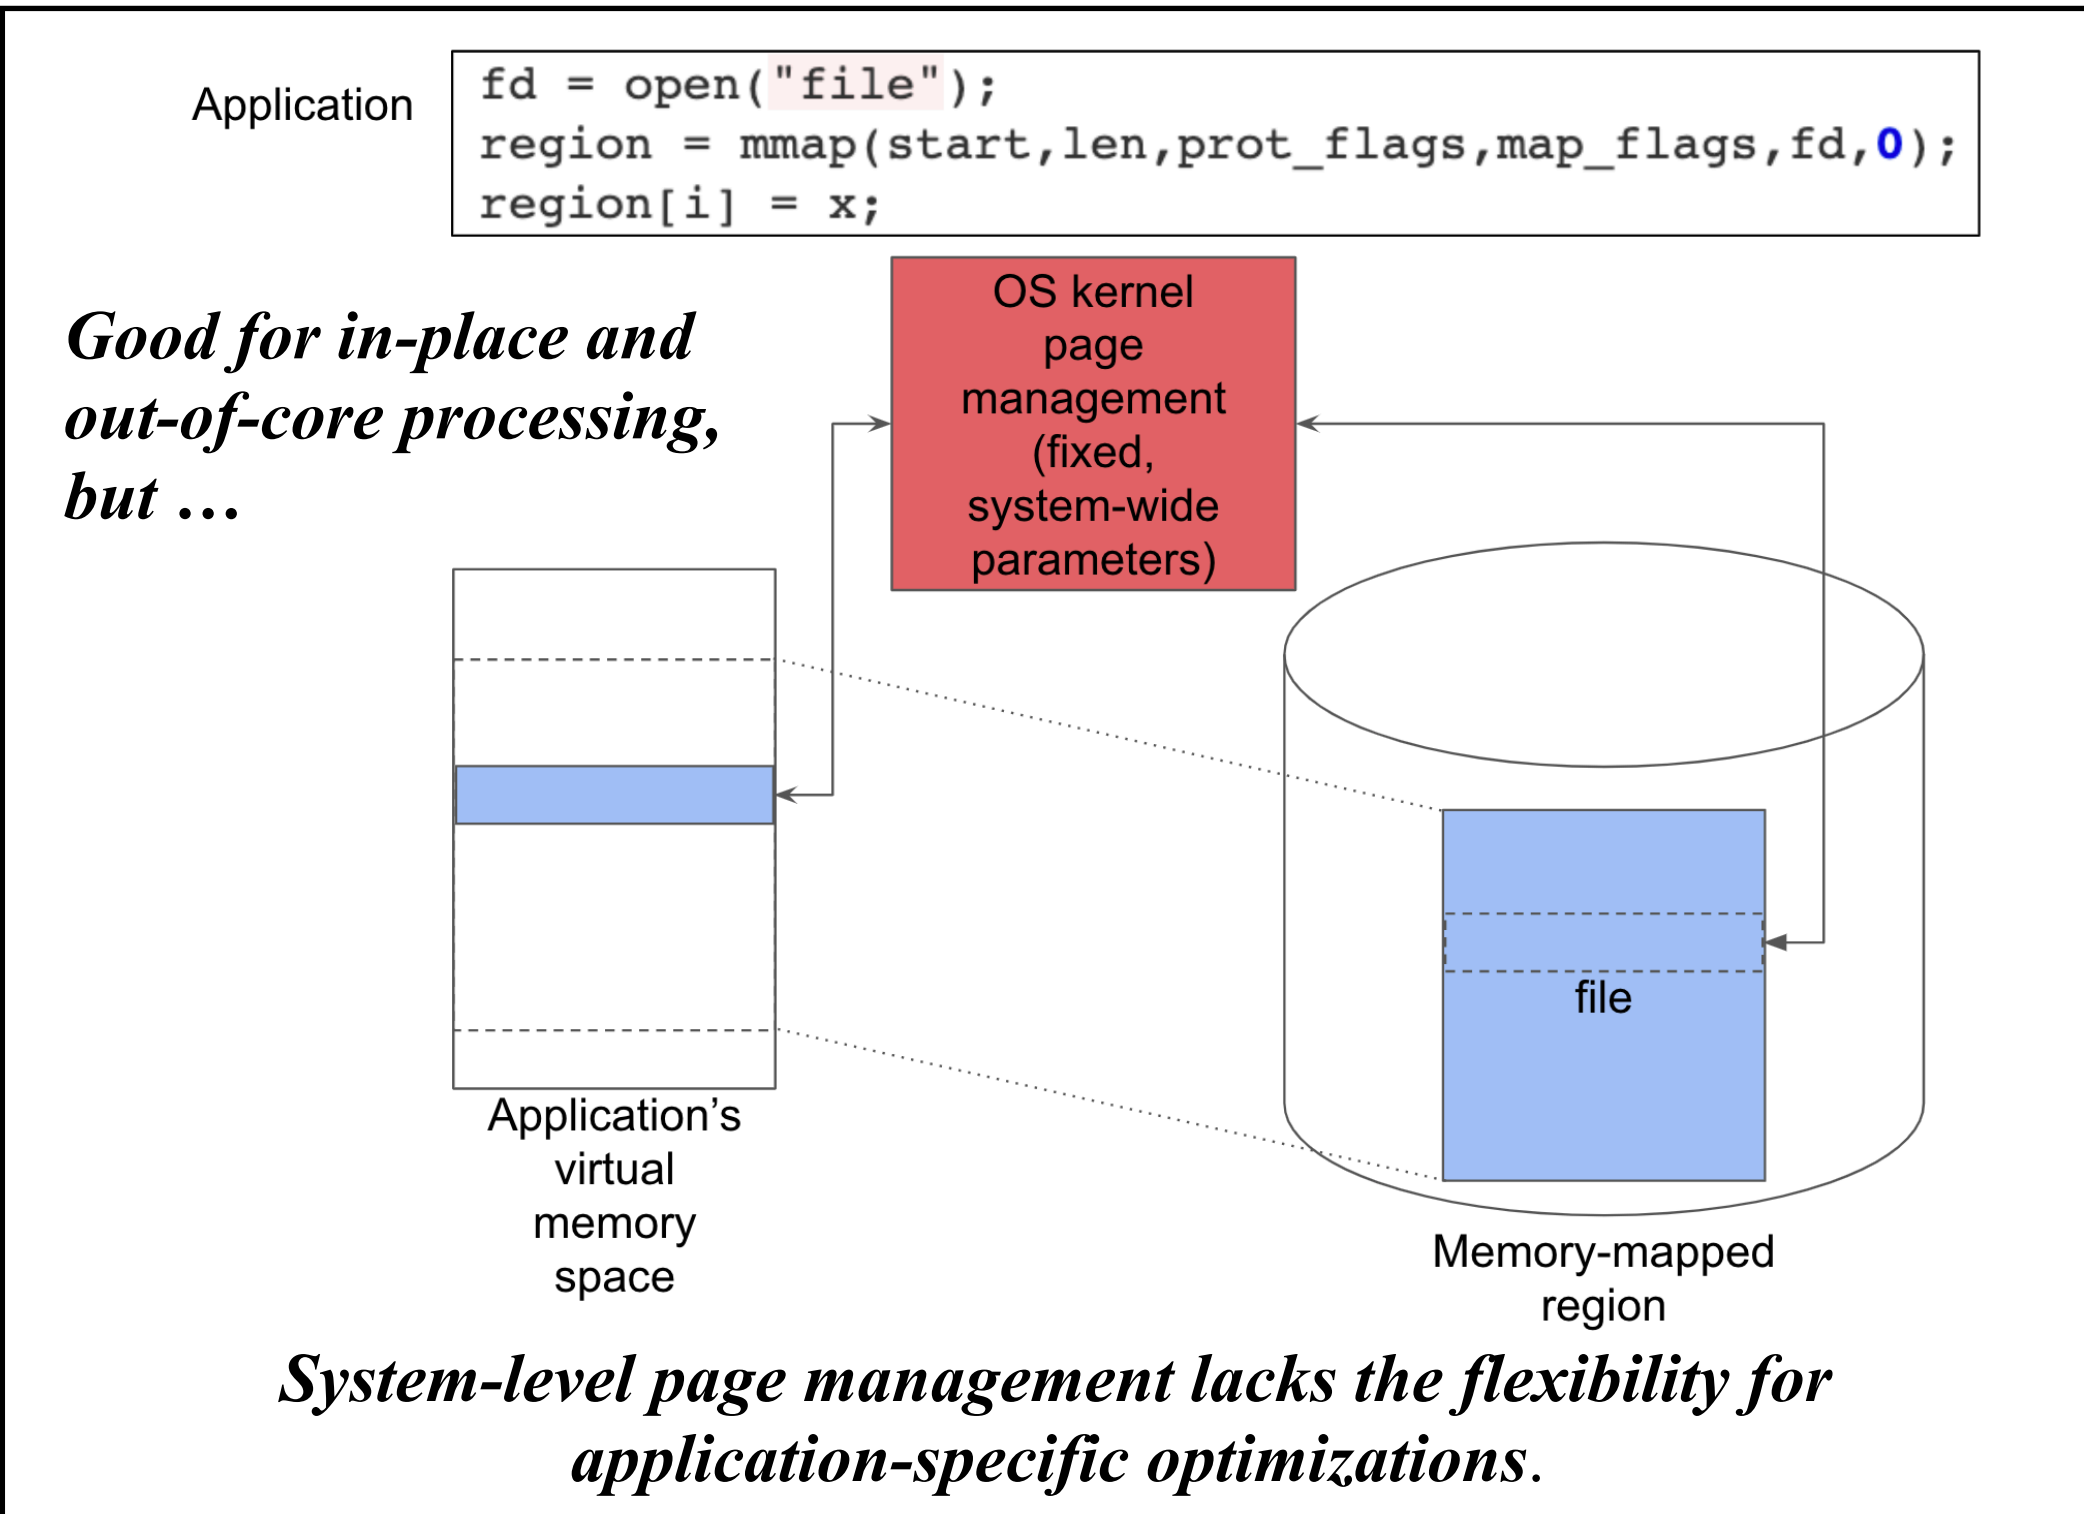 Application
fd = open("file");
region = mmap(start,len,prot_flags,map_flags,fd,0);
region[i] = x;
Good for in-place and
out-of-core processing,
but …
OS kernel
page
management
(fixed,
system-wide
parameters)
file
Application’s
virtual
memory
space
Memory-mapped
region
System-level page management lacks the flexibility for
application-specific optimizations.